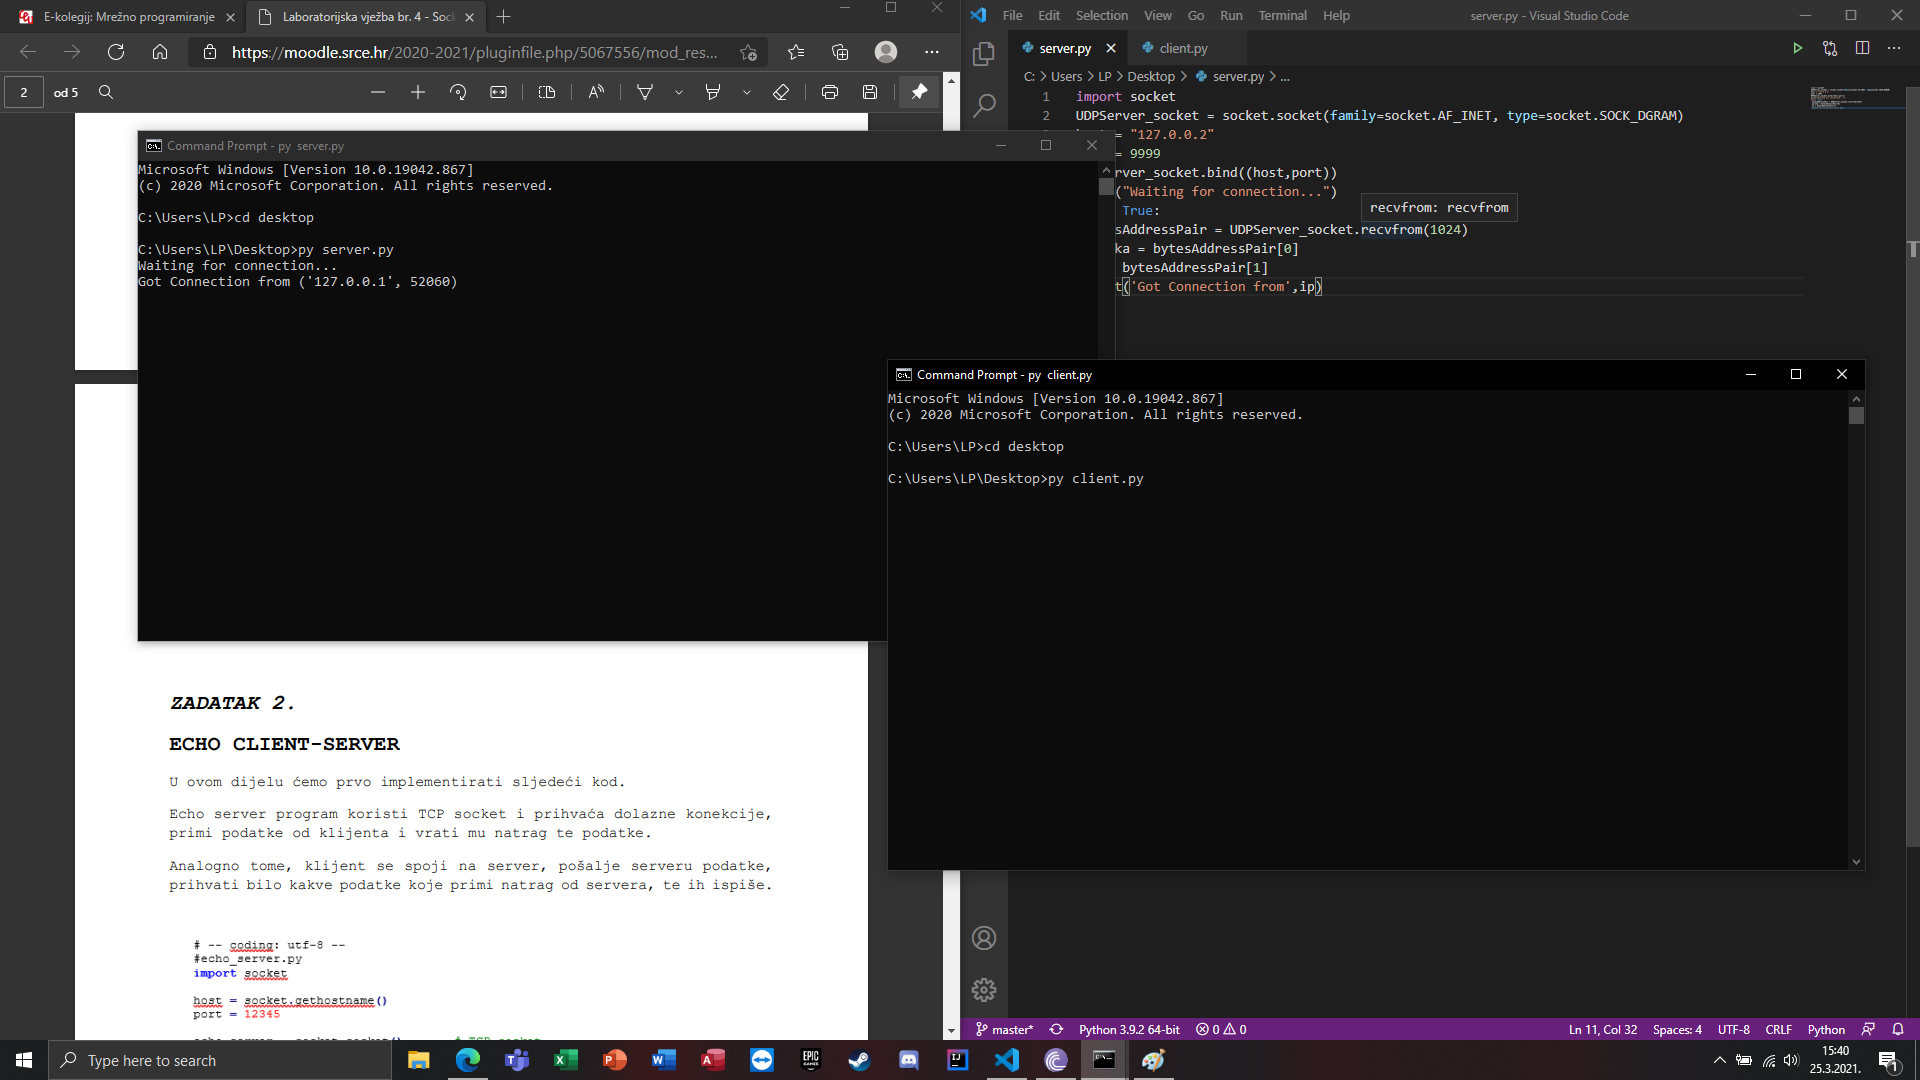 E-kolegij: Mrežno programiranje
Laboratorijska vježba br. 4 - Sock
https://moodle.srce.hr/2020-2021/pluginfile.php/5067556/mod_res...
2 od 5
Command Prompt - py server.py
Microsoft Windows [Version 10.0.19042.867]
(c) 2020 Microsoft Corporation. All rights reserved.
C:\Users\LP>cd desktop
C:\Users\LP\Desktop>py server.py
Waiting for connection...
Got Connection from ('127.0.0.1', 52060)
ZADATAK 2.
ECHO CLIENT-SERVER
U ovom dijelu ćemo prvo implementirati sljedeći kod.
Echo server program koristi TCP socket i prihvaća dolazne konekcije,
primi podatke od klijenta i vrati mu natrag te podatke.
Analogno tome, klijent se spoji na server, pošalje serveru podatke,
prihvati bilo kakve podatke koje primi natrag od servera, te ih ispiše.
# -- coding: utf-8 --
#echo_server.py
import socket
host = socket.gethostname()
port = 12345
File Edit Selection View Go Run Terminal Help
server.py - Visual Studio Code
server.py
client.py
C: > Users > LP > Desktop > server.py > ...
1 import socket
2 UDPServer_socket = socket.socket(family=socket.AF_INET, type=socket.SOCK_DGRAM)
= "127.0.0.2"
= 9999
rver_socket.bind((host,port))
("Waiting for connection...")
True:
recvfrom: recvfrom
sAddressPair = UDPServer_socket.recvfrom(1024)
ka = bytesAddressPair[0]
bytesAddressPair[1]
t('Got Connection from',ip)
Command Prompt - py client.py
Microsoft Windows [Version 10.0.19042.867]
(c) 2020 Microsoft Corporation. All rights reserved.
C:\Users\LP>cd desktop
C:\Users\LP\Desktop>py client.py
master* Python 3.9.2 64-bit 0 0 Ln 11, Col 32 Spaces: 4 UTF-8 CRLF Python
Type here to search
EPIC GAMES
15:40
25.3.2021.
1